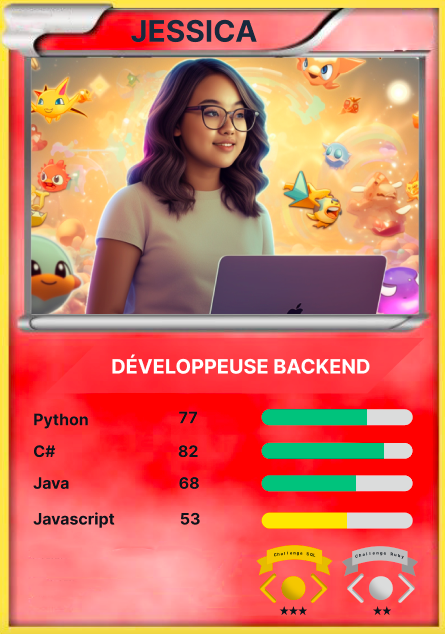 JESSICA
DÉVELOPPEUSE BACKEND
Python 77
C# 82
Java 68
Javascript 53
Challenge SQL Challenge Ruby
★★★ ★★